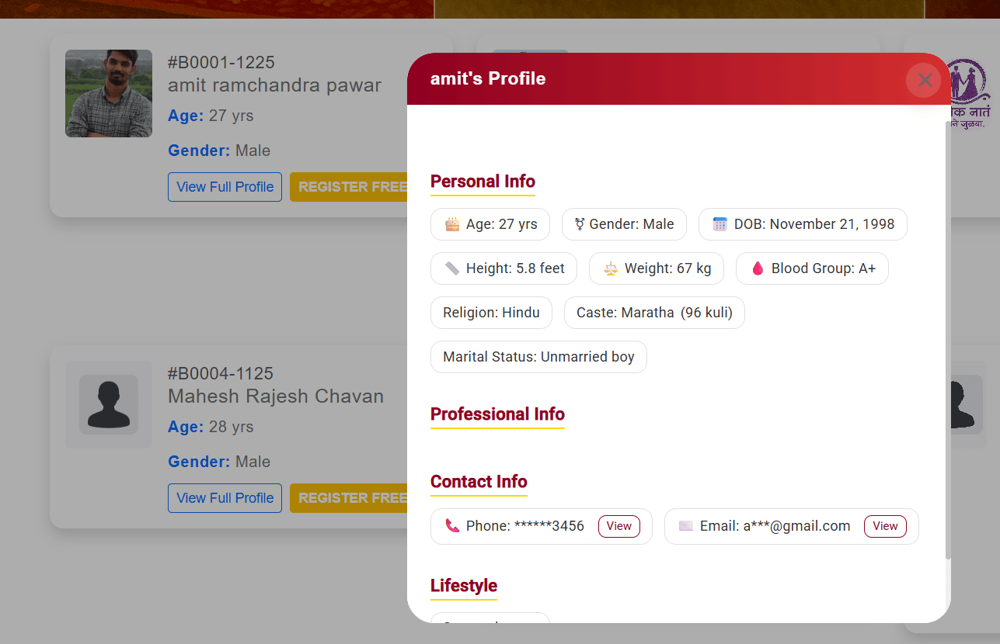 #B0001-1225
amit ramchandra pawar
Age: 27 yrs
Gender: Male
View Full Profile
REGISTER FREE
#B0004-1125
Mahesh Rajesh Chavan
Age: 28 yrs
Gender: Male
View Full Profile
REGISTER FREE
amit's Profile
Personal Info
Age: 27 yrs
Gender: Male
DOB: November 21, 1998
Height: 5.8 feet
Weight: 67 kg
Blood Group: A+
Religion: Hindu
Caste: Maratha (96 kuli)
Marital Status: Unmarried boy
Professional Info
Contact Info
Phone: ******3456
View
Email: a***@gmail.com
View
Lifestyle
नातं
जुळवा.